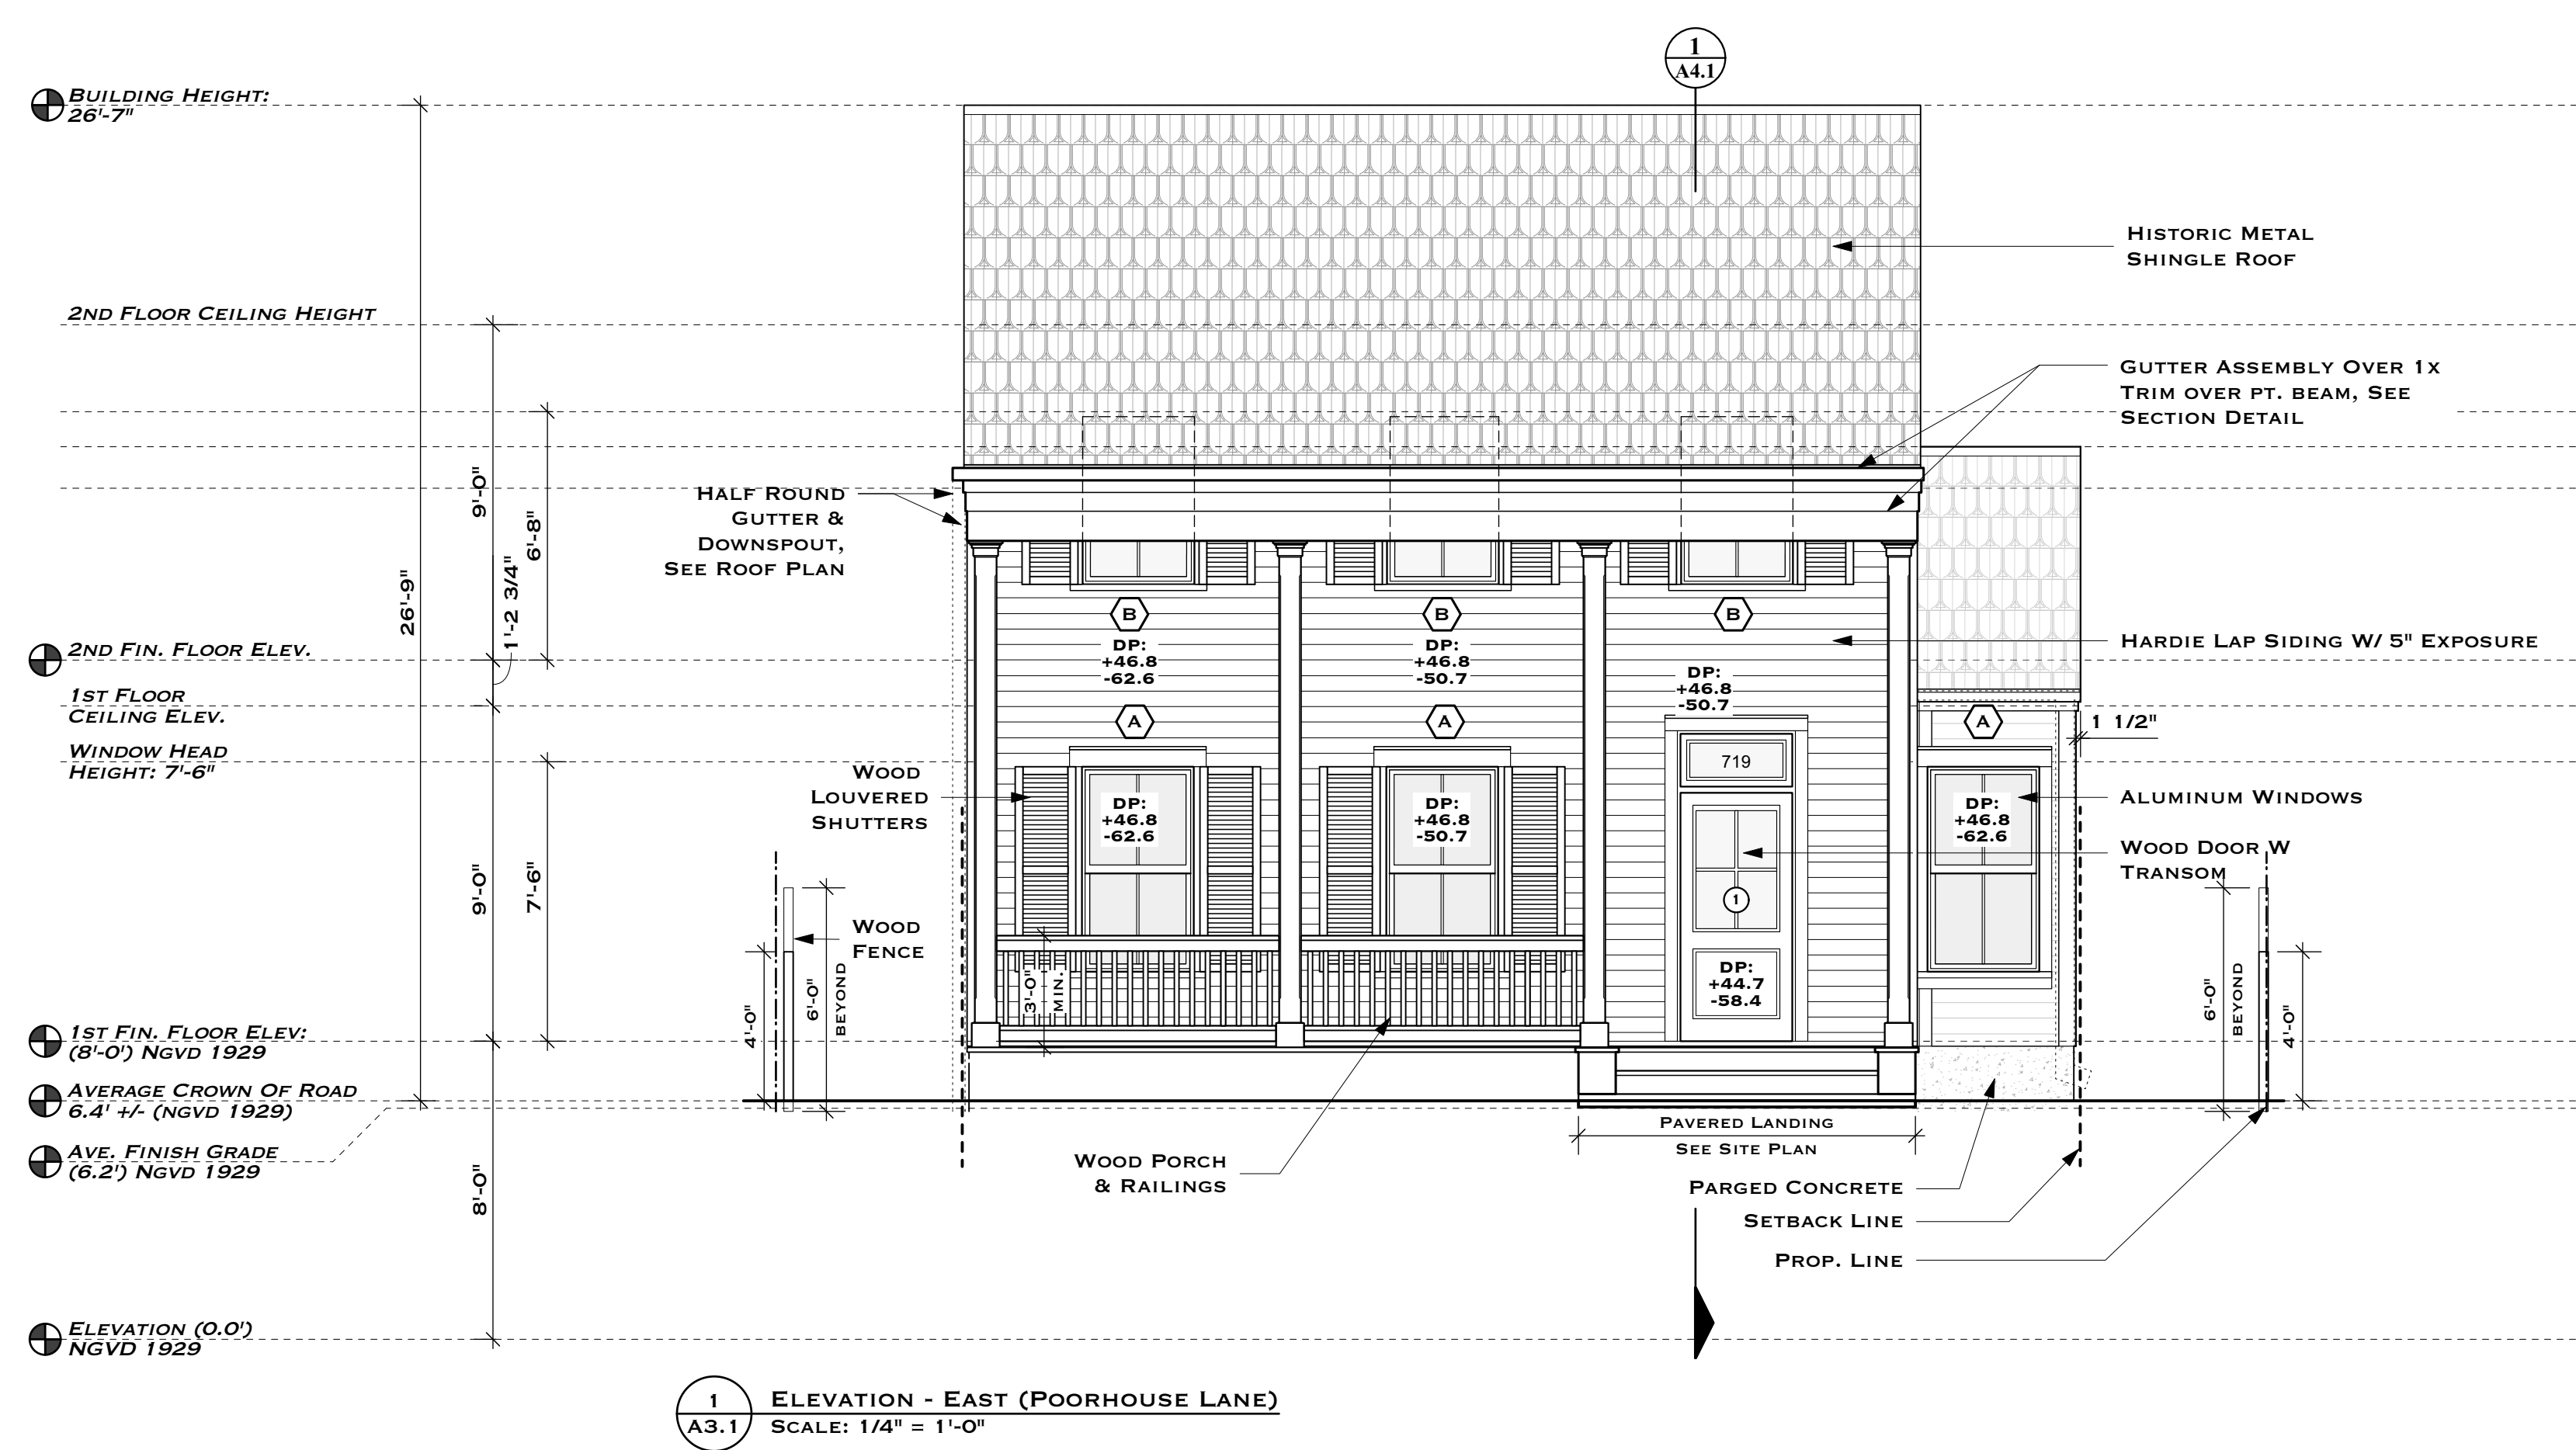 1
A4.1
Building Height:
26'-7"
Historic Metal
Shingle Roof
2nd Floor Ceiling Height
Gutter Assembly Over 1x
Trim over pt. beam, See
Section Detail
Half Round
Gutter &
Downspout,
See Roof Plan
9'-0"
6'-8"
26'-9"
1'-2 3/4"
B
B
B
DP:
+46.8
-62.6
DP:
+46.8
-50.7
DP:
+46.8
-50.7
Hardie Lap Siding W/ 5" Exposure
2nd Fin. Floor Elev.
1st Floor
Ceiling Elev.
Window Head
Height: 7'-6"
A
A
A
1 1/2"
719
Wood
Louvered
Shutters
DP:
+46.8
-62.6
DP:
+46.8
-50.7
DP:
+46.8
-62.6
Aluminum Windows
Wood Door W
Transom
1
9'-0"
7'-6"
Wood
Fence
4'-0"
6'-0"
Beyond
3'-0"
Min.
DP:
+44.7
-58.4
6'-0"
Beyond
4'-0"
1st Fin. Floor Elev:
(8'-0') Ngvd 1929
Average Crown Of Road
6.4' +/- (ngvd 1929)
Ave. Finish Grade
(6.2') Ngvd 1929
Pavered Landing
See Site Plan
Wood Porch
& Railings
8'-0"
Parged Concrete
Setback Line
Prop. Line
Elevation (0.0')
NGVD 1929
1
A3.1
Elevation - East (Poorhouse Lane)
Scale: 1/4" = 1'-0"